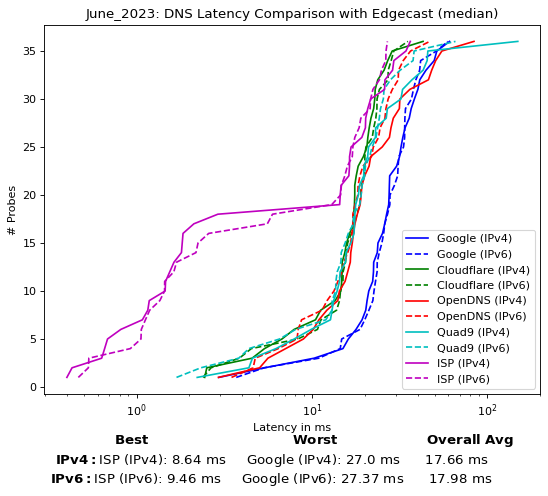 June_2023: DNS Latency Comparison with Edgecast (median)
# Probes
35
30
25
20
15
10
5
0
Google (IPv4)
Google (IPv6)
Cloudflare (IPv4)
Cloudflare (IPv6)
OpenDNS (IPv4)
OpenDNS (IPv6)
Quad9 (IPv4)
Quad9 (IPv6)
ISP (IPv4)
ISP (IPv6)
10⁰ 10¹ 10²
Latency in ms
Best Worst Overall Avg
IPv4: ISP (IPv4): 8.64 ms Google (IPv4): 27.0 ms 17.66 ms
IPv6: ISP (IPv6): 9.46 ms Google (IPv6): 27.37 ms 17.98 ms